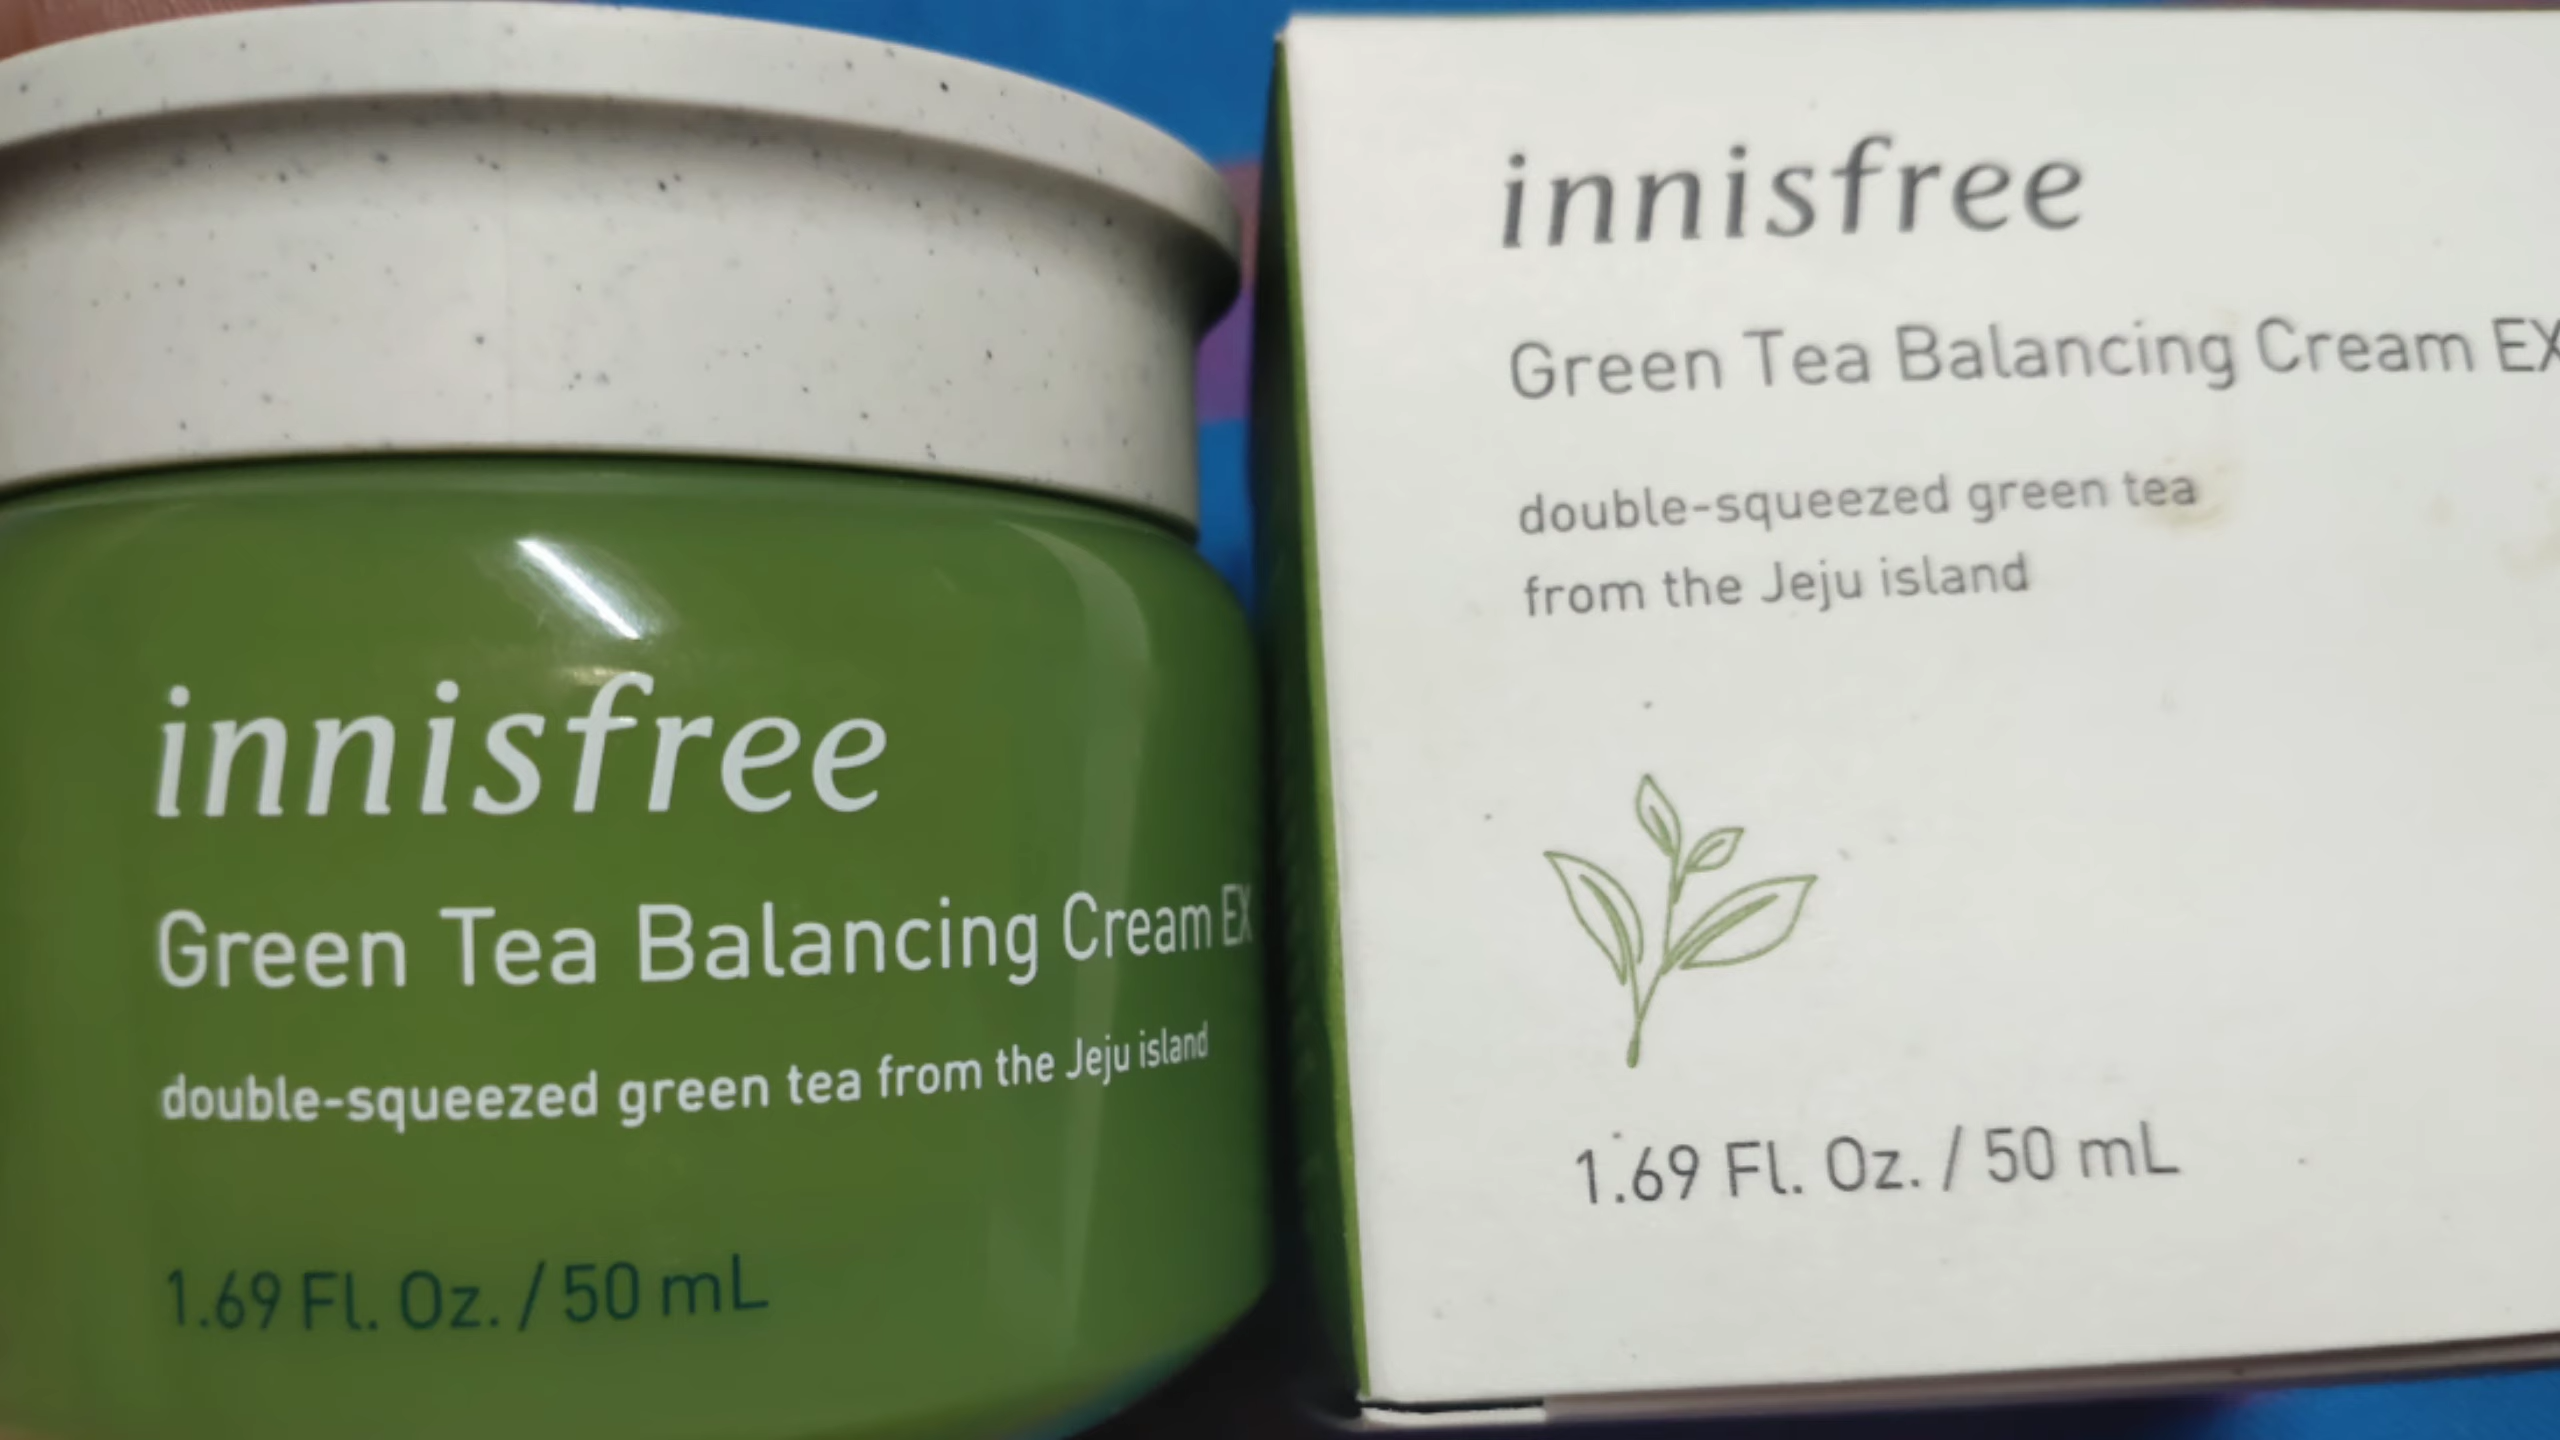 innisfree
Green Tea Balancing Cream EX
double-squeezed green tea from the Jeju island
1.69 Fl. Oz. / 50 mL
innisfree
Green Tea Balancing Cream EX
double-squeezed green tea
from the Jeju island
1.69 Fl. Oz. / 50 mL